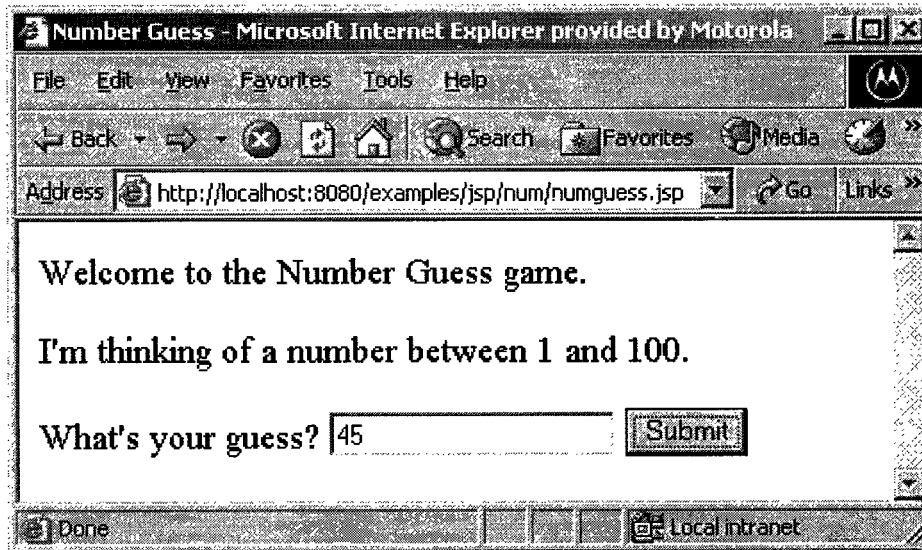 Number Guess - Microsoft Internet Explorer provided by Motorola
File Edit View Favorites Tools Help
Back Search Favorites Media »
Address http://localhost:8080/examples/jsp/num/numguess.jsp Go Links »
Welcome to the Number Guess game.
I'm thinking of a number between 1 and 100.
What's your guess? 45 Submit
Done Local intranet